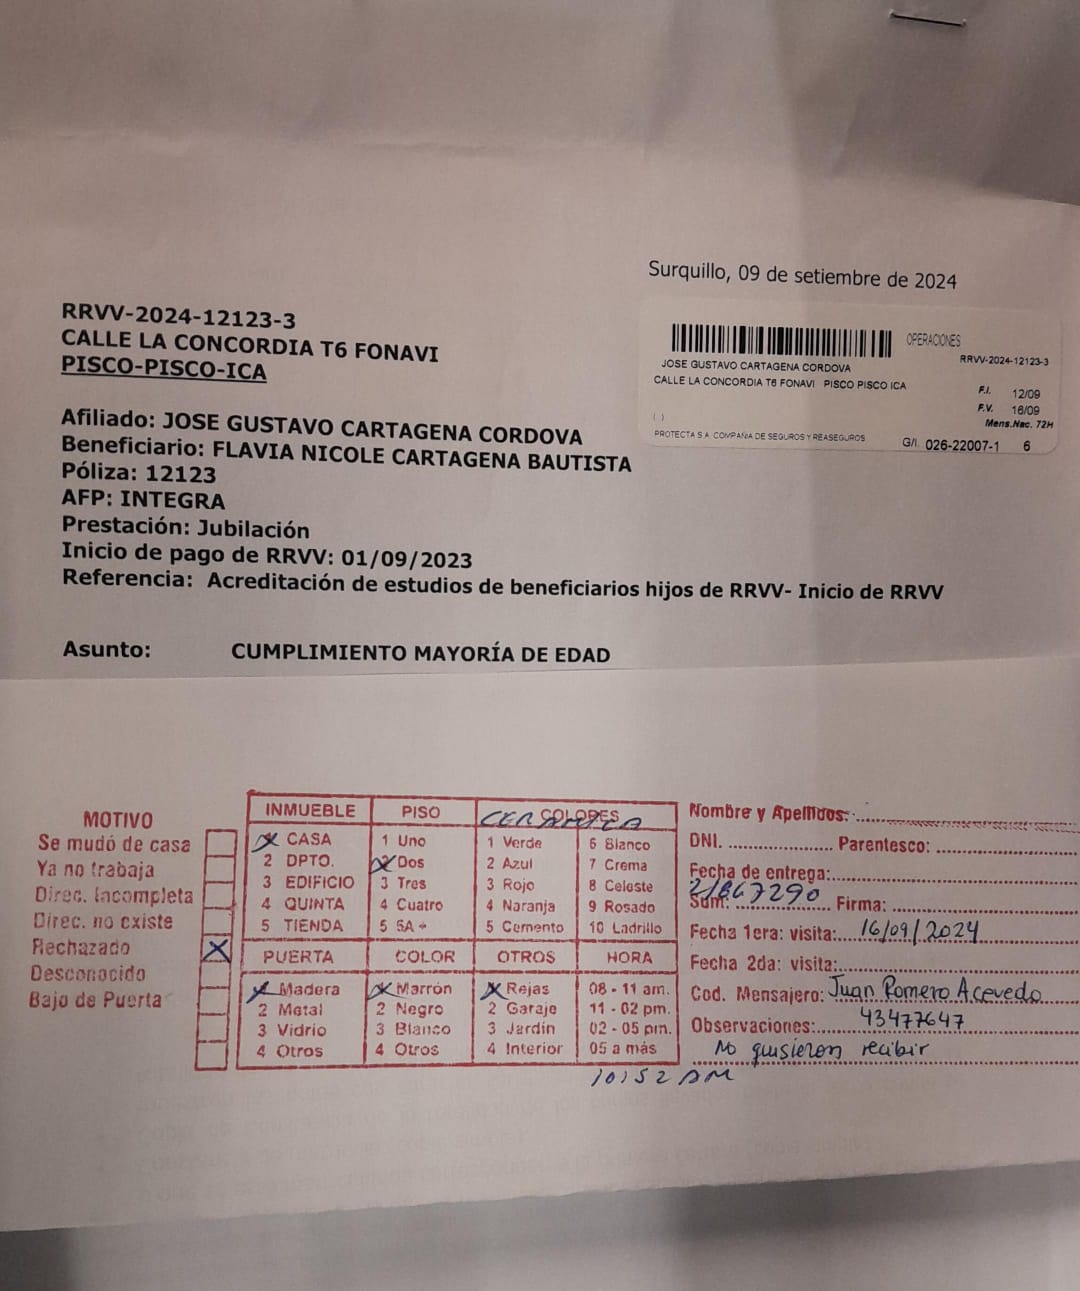 Surquillo, 09 de setiembre de 2024
RRVV-2024-12123-3
CALLE LA CONCORDIA T6 FONAVI
PISCO-PISCO-ICA
OPERACIONES
RRVV-2024-12123-3
JOSE GUSTAVO CARTAGENA CORDOVA
CALLE LA CONCORDIA T6 FONAVI PISCO PISCO ICA
F.I. 12/09
F.V. 16/09
Mens.Nac. 72H
( )
PROTECTA S A. COMPAÑIA DE SEGUROS Y REASEGUROS
G/I. 026-22007-1 6
Afiliado: JOSE GUSTAVO CARTAGENA CORDOVA
Beneficiario: FLAVIA NICOLE CARTAGENA BAUTISTA
Póliza: 12123
AFP: INTEGRA
Prestación: Jubilación
Inicio de pago de RRVV: 01/09/2023
Referencia: Acreditación de estudios de beneficiarios hijos de RRVV- Inicio de RRVV
Asunto: CUMPLIMIENTO MAYORÍA DE EDAD
MOTIVO
Se mudó de casa
Ya no trabaja
Direc. Incompleta
Direc. no existe
Rechazado X
Desconocido
Bajo de Puerta
INMUEBLE PISO COLORES
CERAMICA
X CASA 1 Uno 1 Verde 6 Blanco
2 DPTO. X Dos 2 Azul 7 Crema
3 EDIFICIO 3 Tres 3 Rojo 8 Celeste
4 QUINTA 4 Cuatro 4 Naranja 9 Rosado
5 TIENDA 5 SA + 5 Cemento 10 Ladrillo
PUERTA COLOR OTROS HORA
X Madera X Marrón X Rejas 08 - 11 am.
2 Metal 2 Negro 2 Garaje 11 - 02 pm.
3 Vidrio 3 Blanco 3 Jardín 02 - 05 pm.
4 Otros 4 Otros 4 Interior 05 a más
10:52 AM
Nombre y Apellidos:
DNI. Parentesco:
Fecha de entrega:
Sum: 21867290 Firma:
Fecha 1era: visita: 16/09/2024
Fecha 2da: visita:
Cod. Mensajero: Juan Romero Acevedo
43477647
Observaciones:
No quisieron recibir